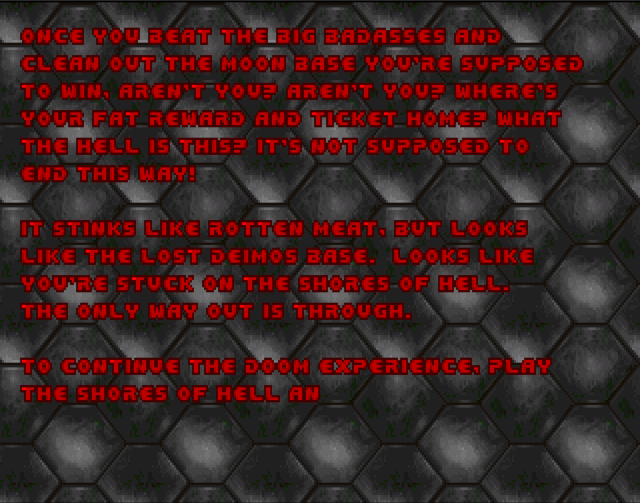 ONCE YOU BEAT THE BIG BADASSES AND
CLEAN OUT THE MOON BASE YOU'RE SUPPOSED
TO WIN, AREN'T YOU? AREN'T YOU? WHERE'S
YOUR FAT REWARD AND TICKET HOME? WHAT
THE HELL IS THIS? IT'S NOT SUPPOSED TO
END THIS WAY!

IT STINKS LIKE ROTTEN MEAT, BUT LOOKS
LIKE THE LOST DEIMOS BASE.  LOOKS LIKE
YOU'RE STUCK ON THE SHORES OF HELL.
THE ONLY WAY OUT IS THROUGH.

TO CONTINUE THE DOOM EXPERIENCE, PLAY
THE SHORES OF HELL AN